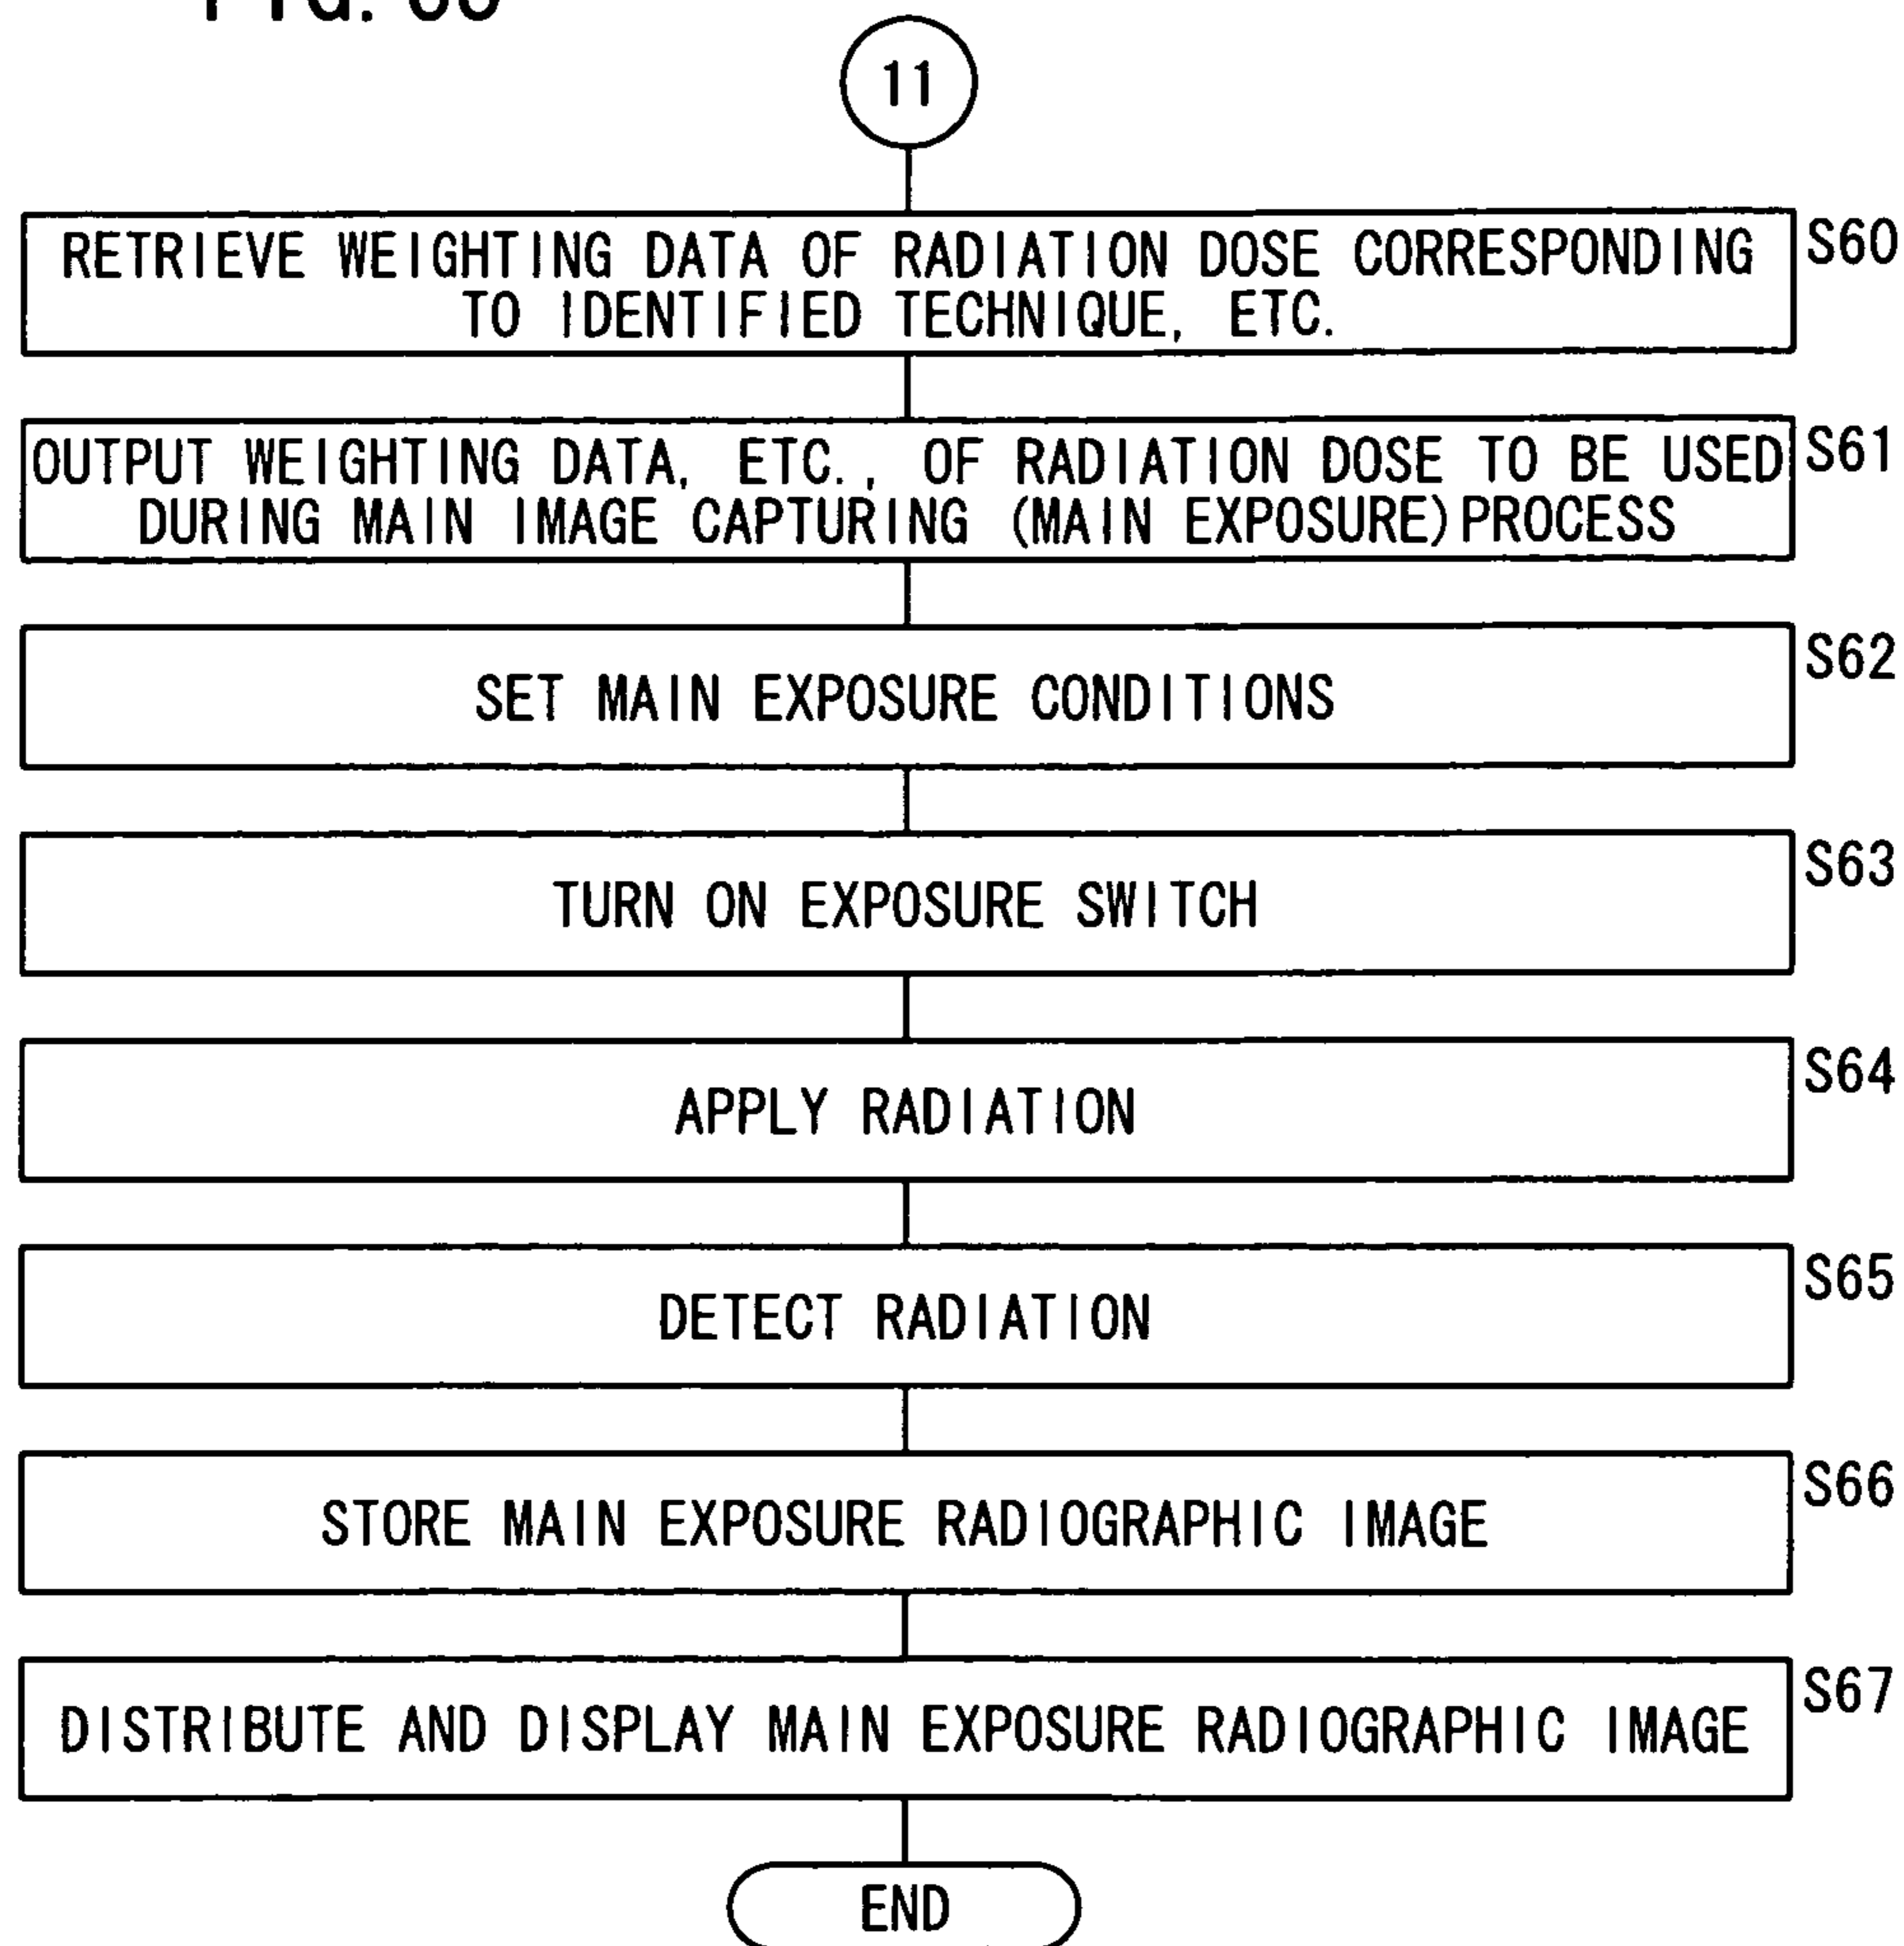 FIG.
11
RETRIEVE WEIGHTING DATA OF RADIATION DOSE CORRESPONDING
TO IDENTIFIED TECHNIQUE, ETC.
S60
OUTPUT WEIGHTING DATA, ETC., OF RADIATION DOSE TO BE USED
DURING MAIN IMAGE CAPTURING (MAIN EXPOSURE) PROCESS
S61
SET MAIN EXPOSURE CONDITIONS
S62
TURN ON EXPOSURE SWITCH
S63
APPLY RADIATION
S64
DETECT RADIATION
S65
STORE MAIN EXPOSURE RADIOGRAPHIC IMAGE
S66
DISTRIBUTE AND DISPLAY MAIN EXPOSURE RADIOGRAPHIC IMAGE
S67
END